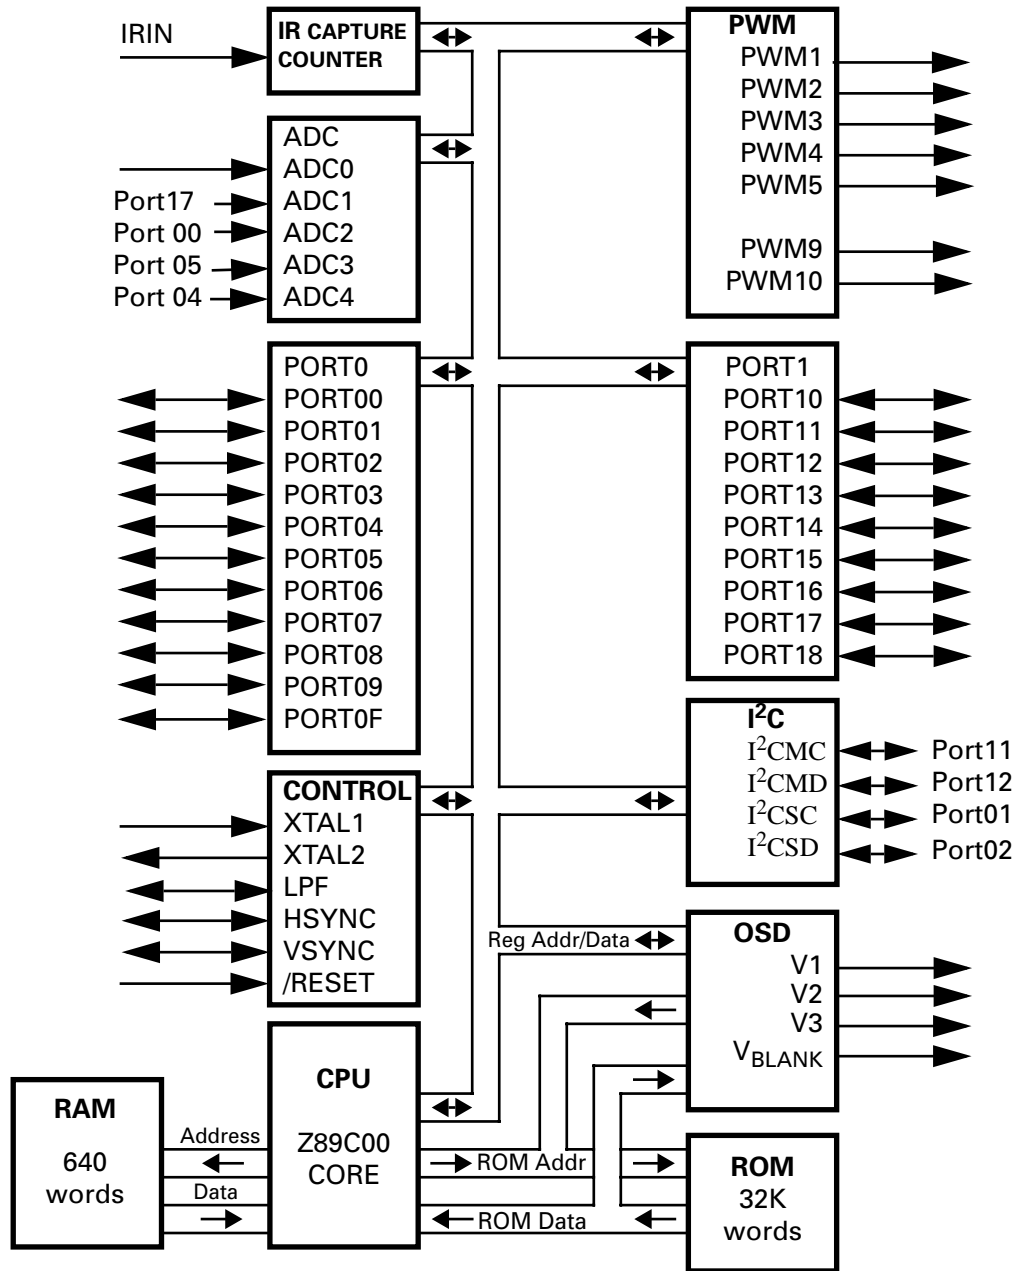 IRIN
IR CAPTURE
COUNTER
PWM
PWM1
PWM2
PWM3
PWM4
PWM5
PWM9
PWM10
ADC
ADC0
Port17 ADC1
Port 00 ADC2
Port 05 ADC3
Port 04 ADC4
PORT0
PORT00
PORT01
PORT02
PORT03
PORT04
PORT05
PORT06
PORT07
PORT08
PORT09
PORT0F
PORT1
PORT10
PORT11
PORT12
PORT13
PORT14
PORT15
PORT16
PORT17
PORT18
I²C
I²CMC Port11
I²CMD Port12
I²CSC Port01
I²CSD Port02
CONTROL
XTAL1
XTAL2
LPF
HSYNC
VSYNC
/RESET
Reg Addr/Data
OSD
V1
V2
V3
VBLANK
CPU
Z89C00
CORE
RAM
640
words
Address
Data
ROM Addr
ROM Data
ROM
32K
words